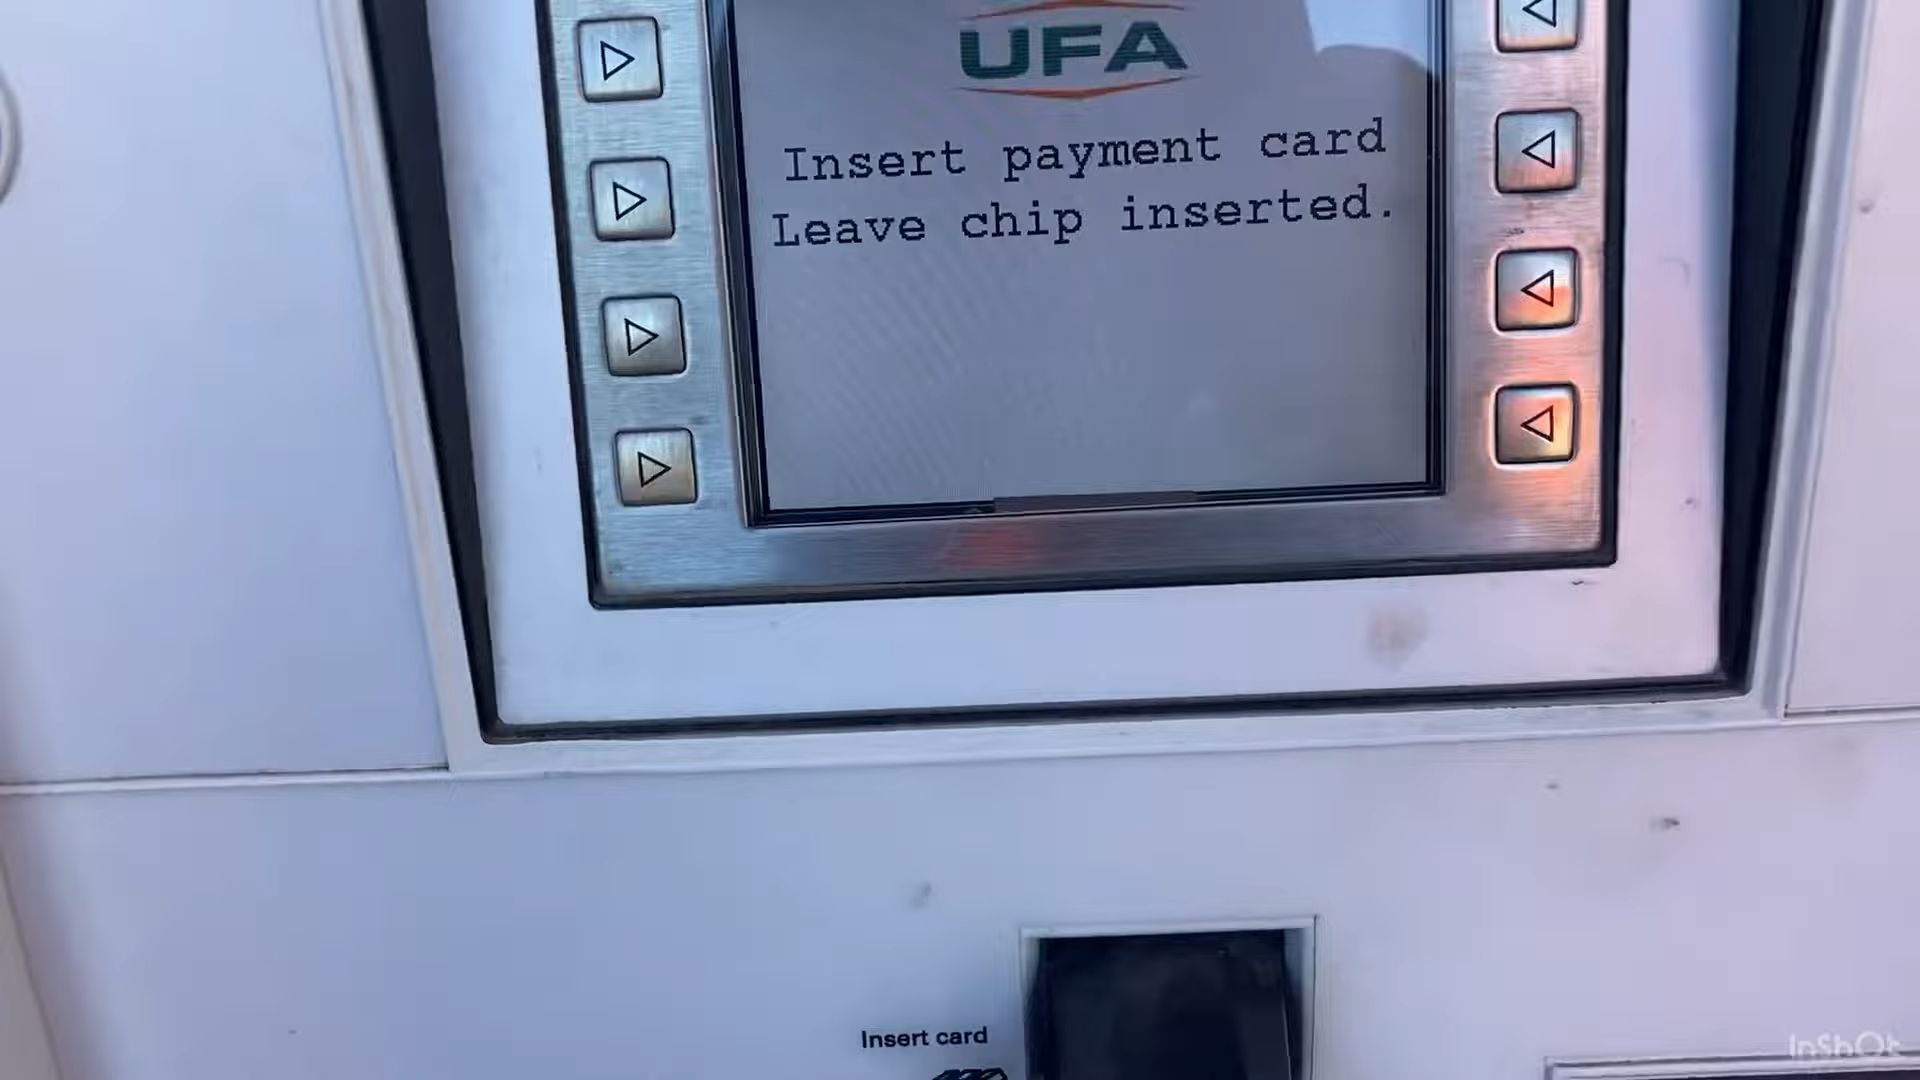 UFA
Insert payment card
Leave chip inserted.
Insert card
InShOt